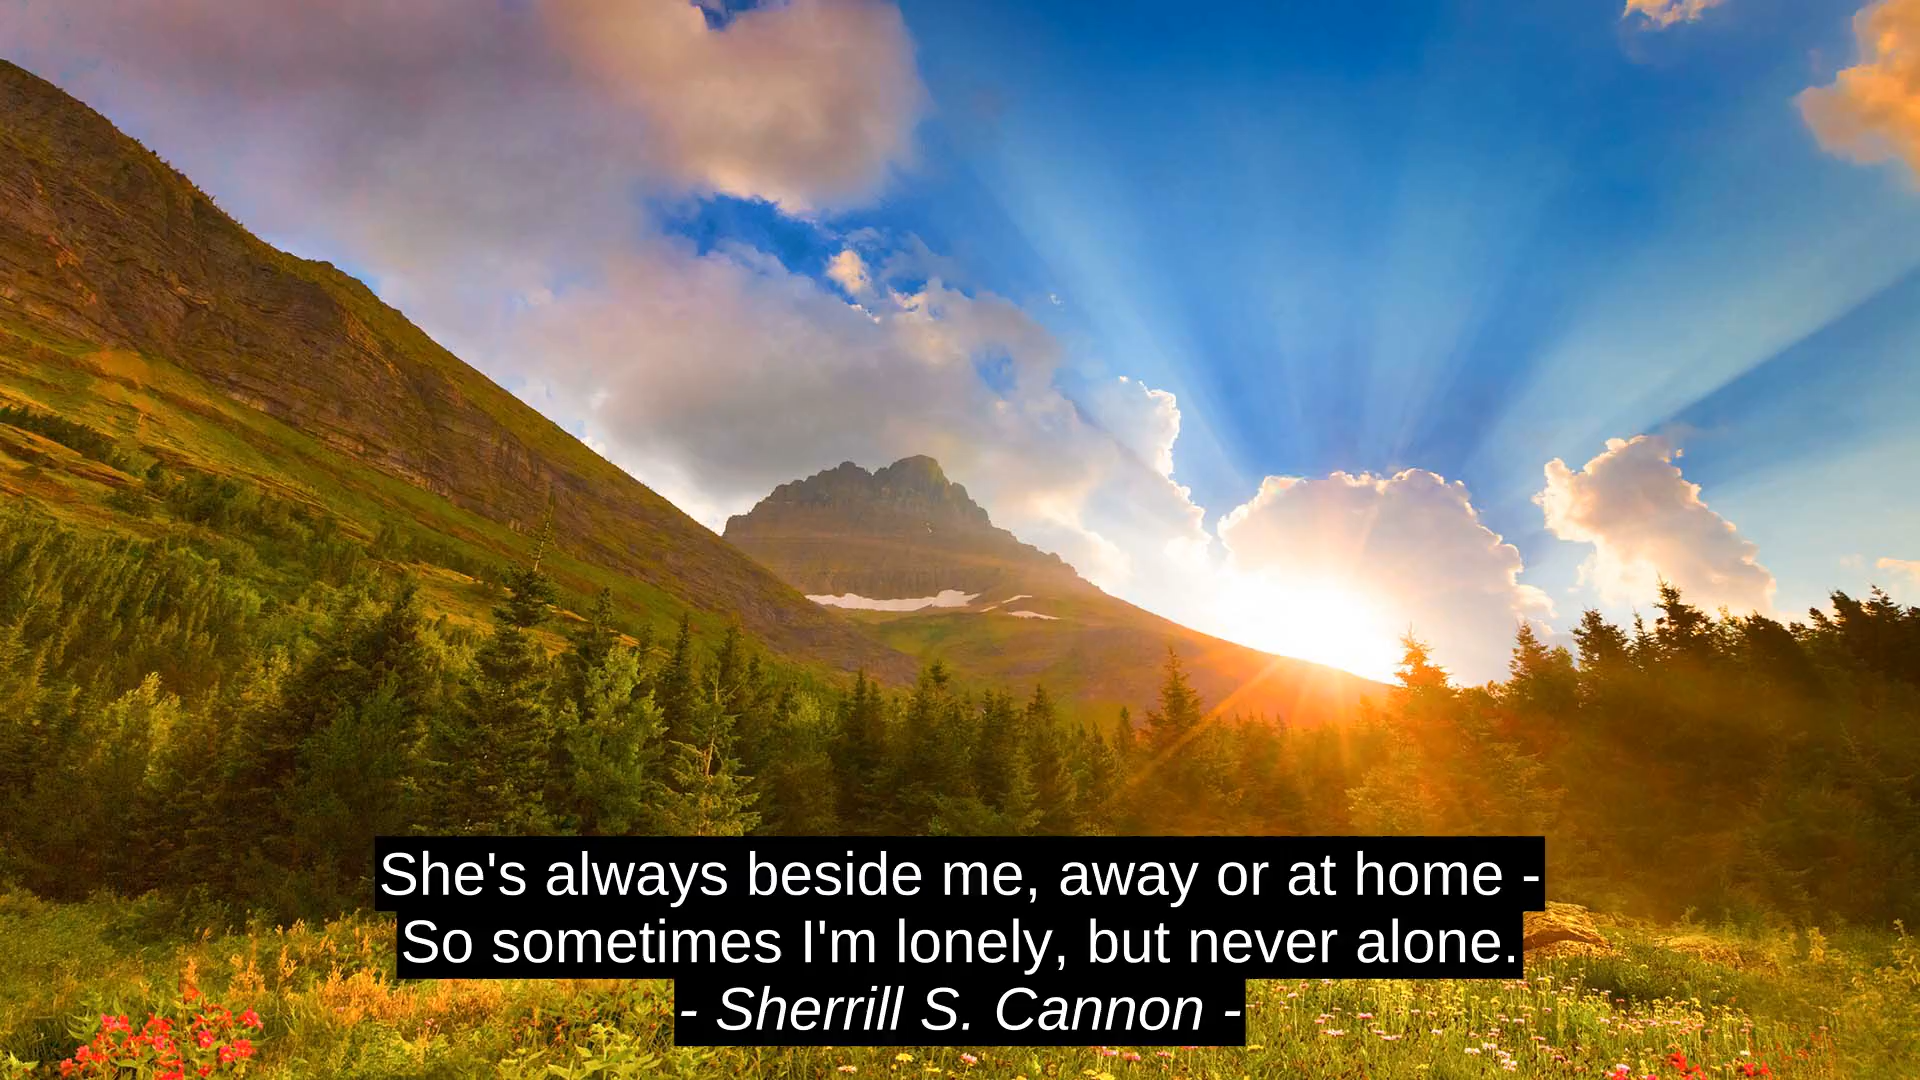 She's always beside me, away or at home -
So sometimes I'm lonely, but never alone.
- Sherrill S. Cannon -